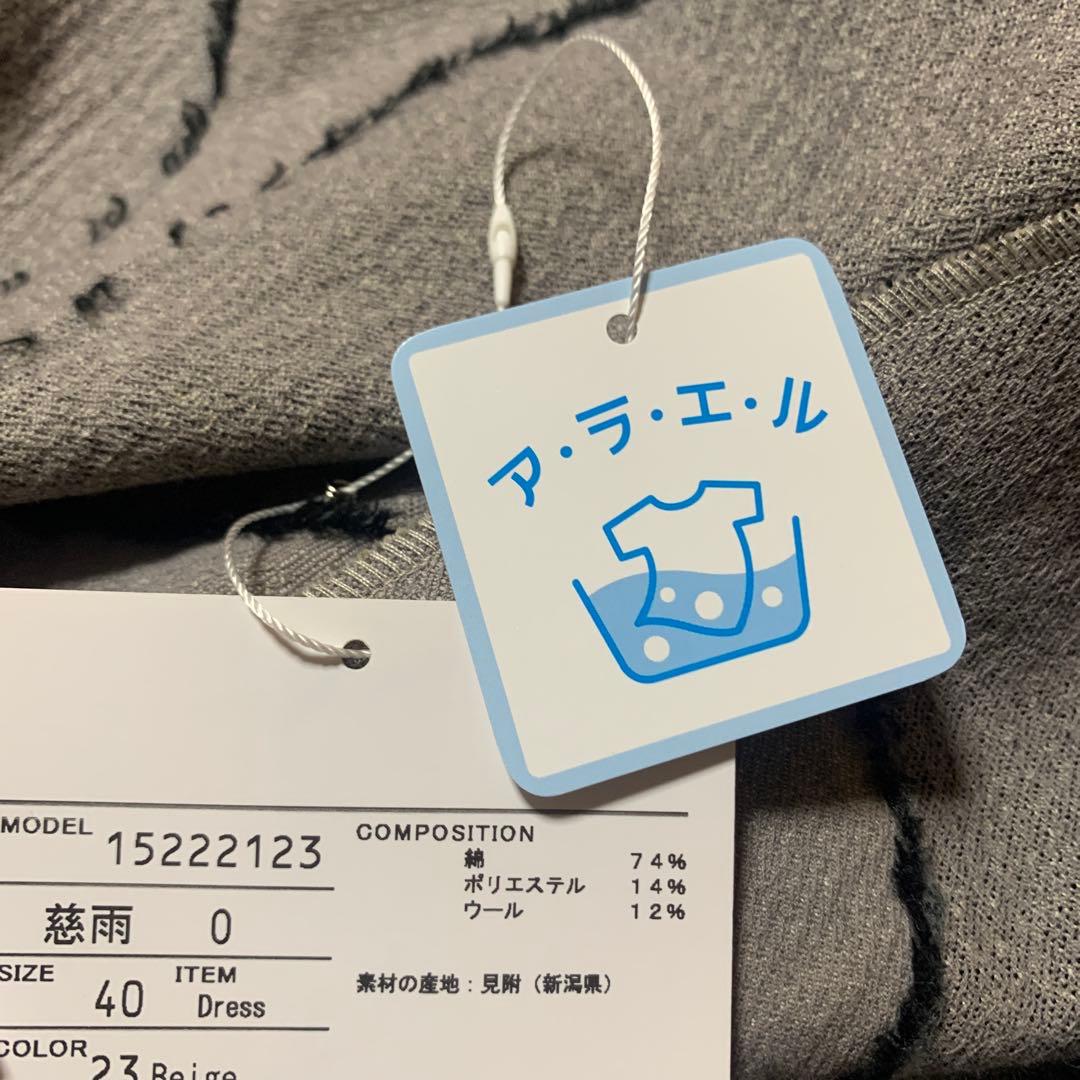 ア・ラ・エ・ル
MODEL 15222123
慈雨 0
SIZE 40 ITEM Dress
COLOR 23 Beige
COMPOSITION
綿 74%
ポリエステル 14%
ウール 12%
素材の産地：見附（新潟県）